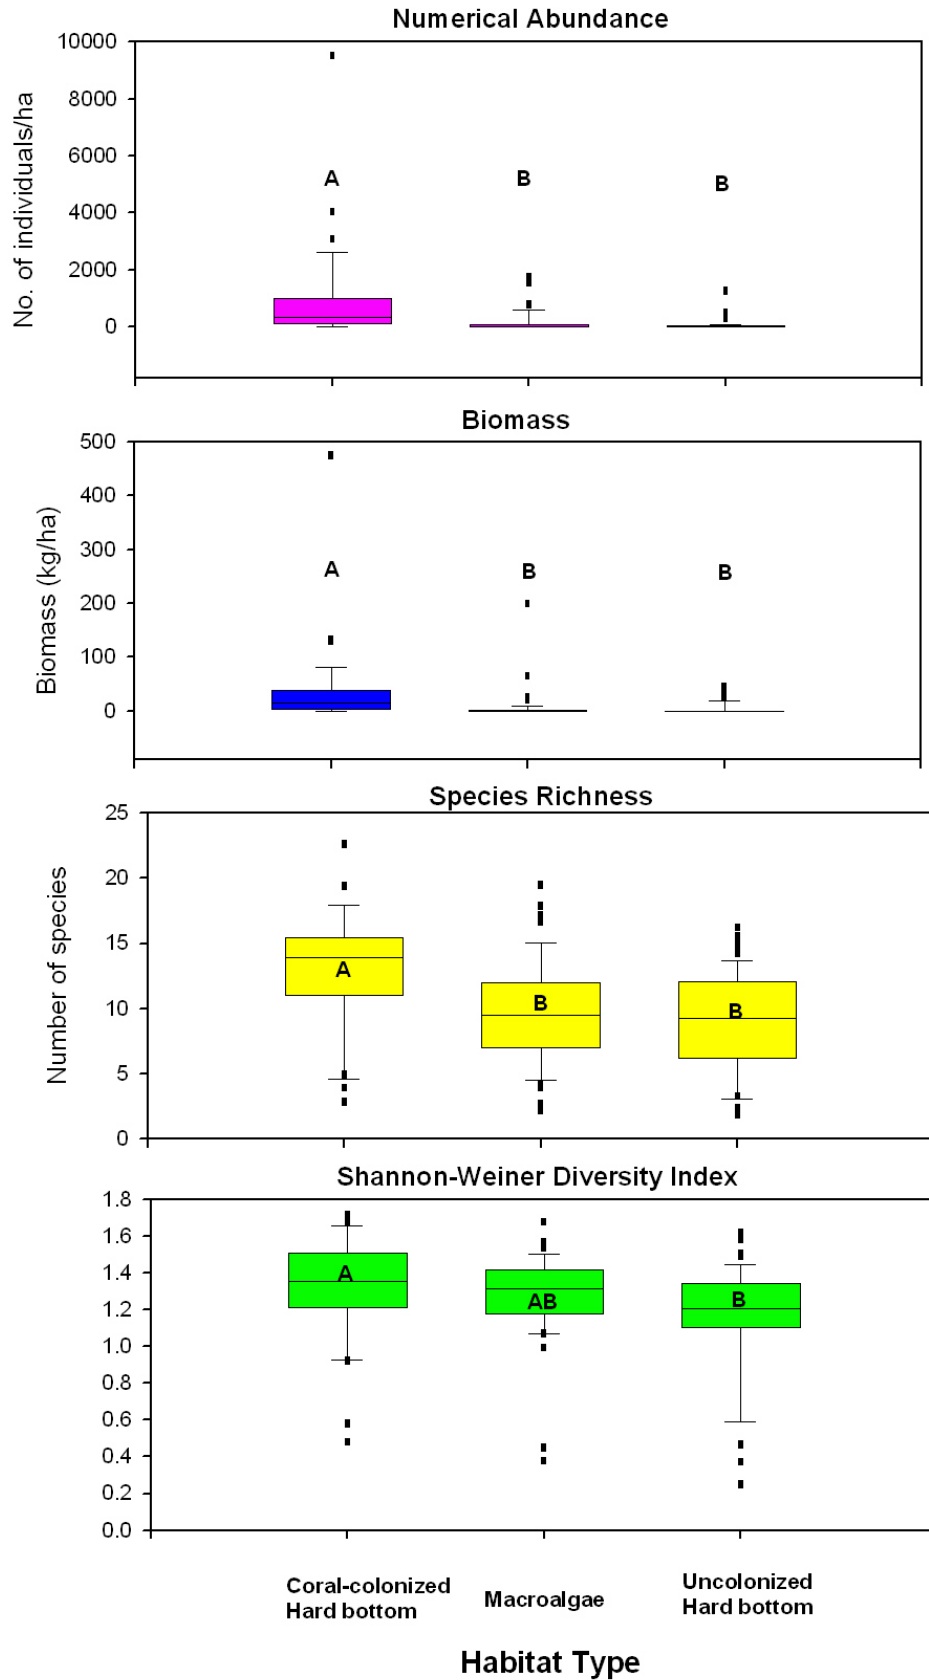 Numerical Abundance
No. of individuals/ha
10000
8000
6000
4000
2000
0
A
B
B
Biomass
Biomass (kg/ha)
500
400
300
200
100
0
A
B
B
Species Richness
Number of species
25
20
15
10
5
0
A
B
B
Shannon-Weiner Diversity Index
1.8
1.6
1.4
1.2
1.0
0.8
0.6
0.4
0.2
0.0
A
AB
B
Coral-colonized
Hard bottom
Macroalgae
Uncolonized
Hard bottom
Habitat Type